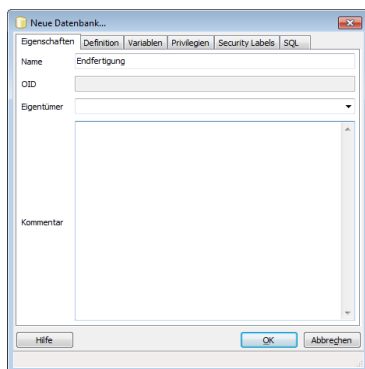 Neue Datenbank...
Eigenschaften Definition Variablen Privilegien Security Labels SQL
Name Endfertigung
OID
Eigentümer
Kommentar
Hilfe OK Abbrechen